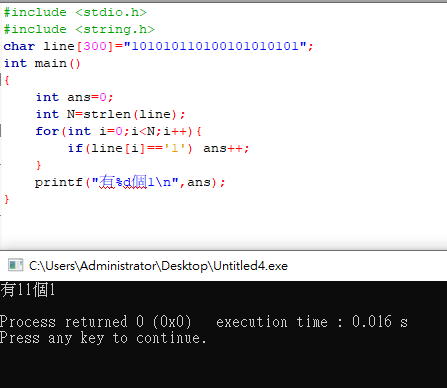 #include <stdio.h>
#include <string.h>
char line[300]="101010110100101010101";
int main()
{
    int ans=0;
    int N=strlen(line);
    for(int i=0;i<N;i++){
        if(line[i]=='1') ans++;
    }
    printf("有%d個1\n",ans);
}
C:\Users\Administrator\Desktop\Untitled4.exe
有11個1
Process returned 0 (0x0)   execution time : 0.016 s
Press any key to continue.